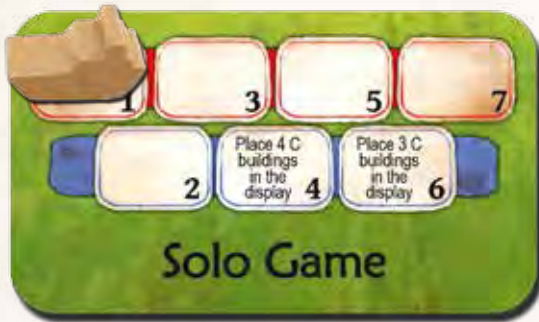 1
3
5
7
2
Place 4 C
buildings
in the
display 4
Place 3 C
buildings
in the
display 6
Solo Game